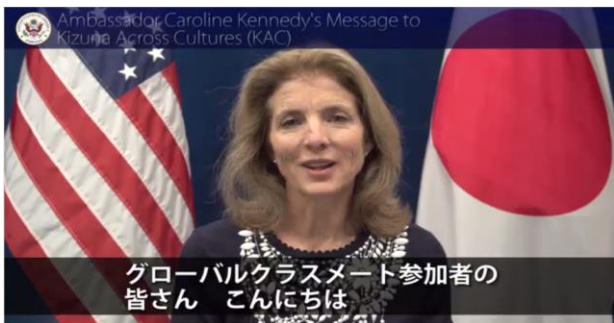 Ambassador Caroline Kennedy's Message to
Kizuna Across Cultures (KAC)
グローバルクラスメート参加者の
皆さん　こんにちは